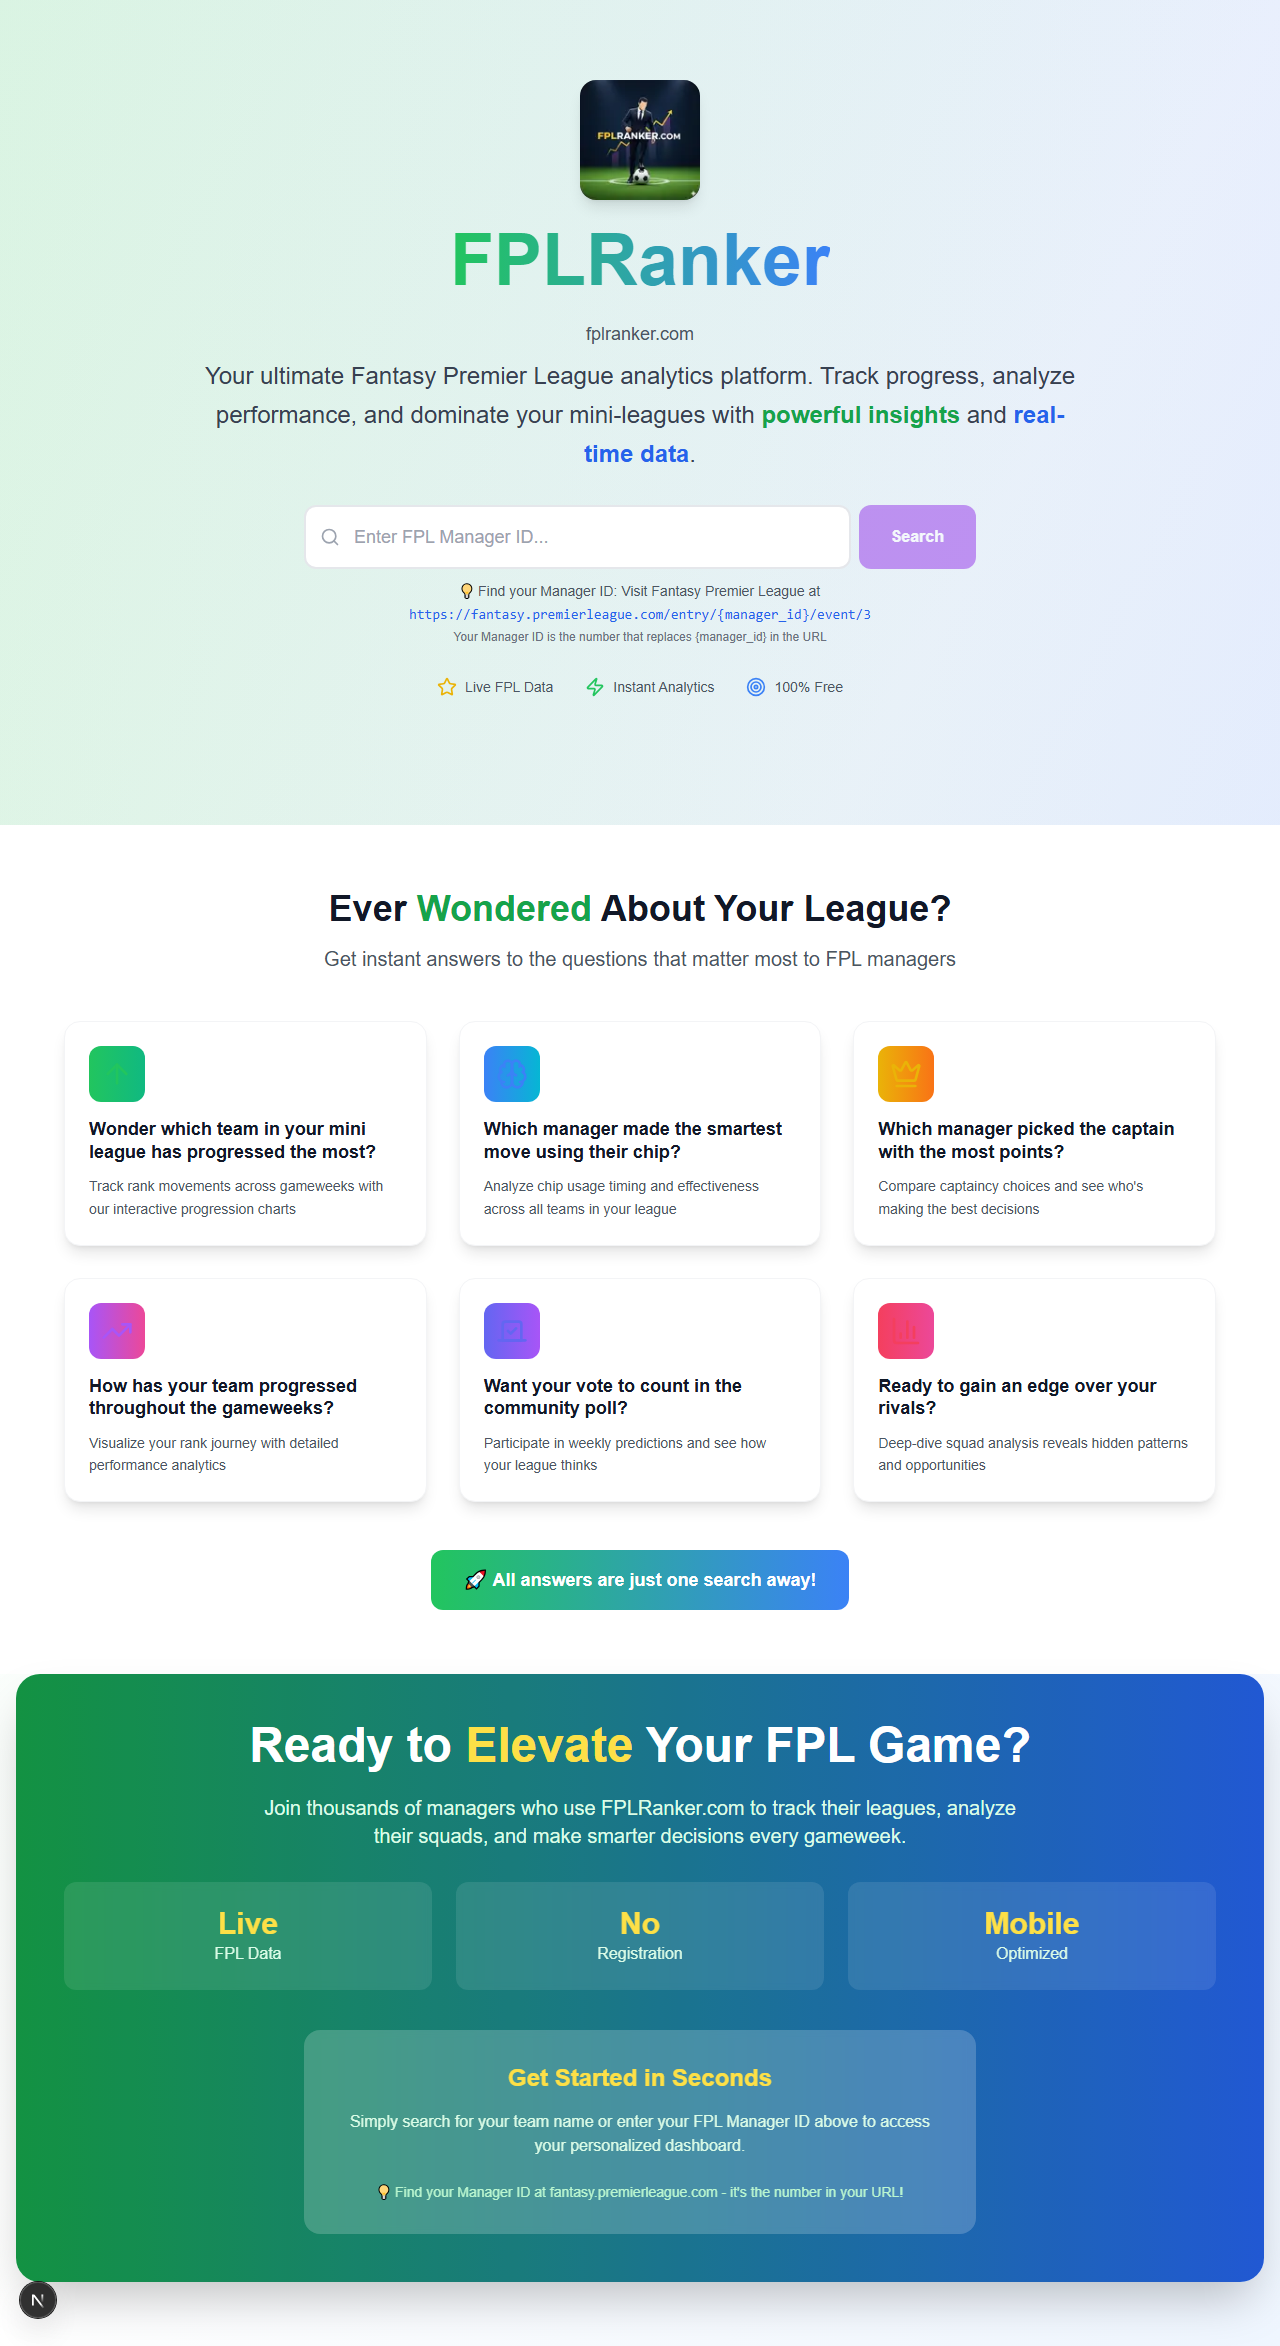 FPLRANKER.COM
FPLRanker
fplranker.com
Your ultimate Fantasy Premier League analytics platform. Track progress, analyze
performance, and dominate your mini-leagues with powerful insights and real-
time data.
Enter FPL Manager ID...
Search
💡 Find your Manager ID: Visit Fantasy Premier League at
https://fantasy.premierleague.com/entry/{manager_id}/event/3
Your Manager ID is the number that replaces {manager_id} in the URL
Live FPL Data
Instant Analytics
100% Free
Ever Wondered About Your League?
Get instant answers to the questions that matter most to FPL managers
Wonder which team in your mini
league has progressed the most?
Track rank movements across gameweeks with
our interactive progression charts
Which manager made the smartest
move using their chip?
Analyze chip usage timing and effectiveness
across all teams in your league
Which manager picked the captain
with the most points?
Compare captaincy choices and see who's
making the best decisions
How has your team progressed
throughout the gameweeks?
Visualize your rank journey with detailed
performance analytics
Want your vote to count in the
community poll?
Participate in weekly predictions and see how
your league thinks
Ready to gain an edge over your
rivals?
Deep-dive squad analysis reveals hidden patterns
and opportunities
🚀 All answers are just one search away!
Ready to Elevate Your FPL Game?
Join thousands of managers who use FPLRanker.com to track their leagues, analyze
their squads, and make smarter decisions every gameweek.
Live
FPL Data
No
Registration
Mobile
Optimized
Get Started in Seconds
Simply search for your team name or enter your FPL Manager ID above to access
your personalized dashboard.
💡 Find your Manager ID at fantasy.premierleague.com - it's the number in your URL!
N